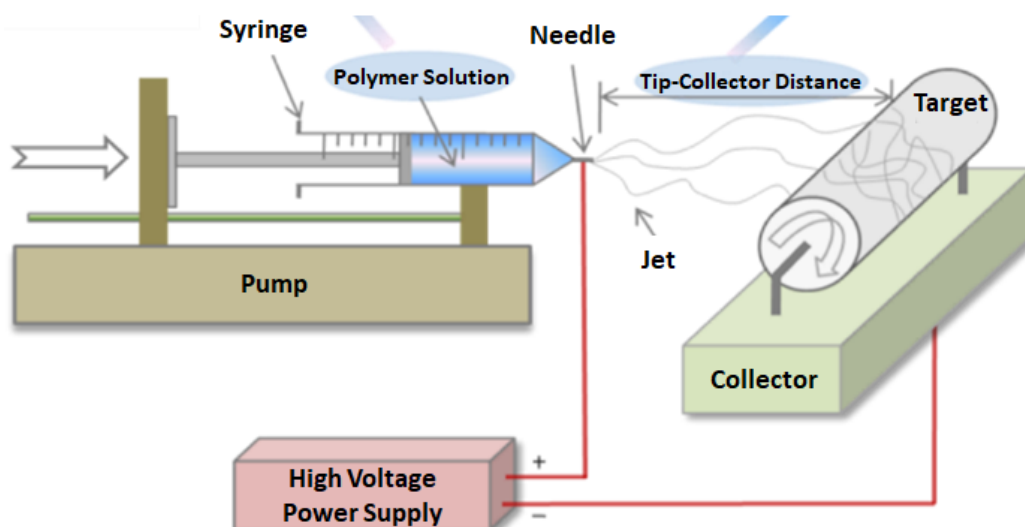 Syringe
Needle
Polymer Solution
Tip-Collector Distance
Target
Jet
Pump
Collector
High Voltage
Power Supply
+
−